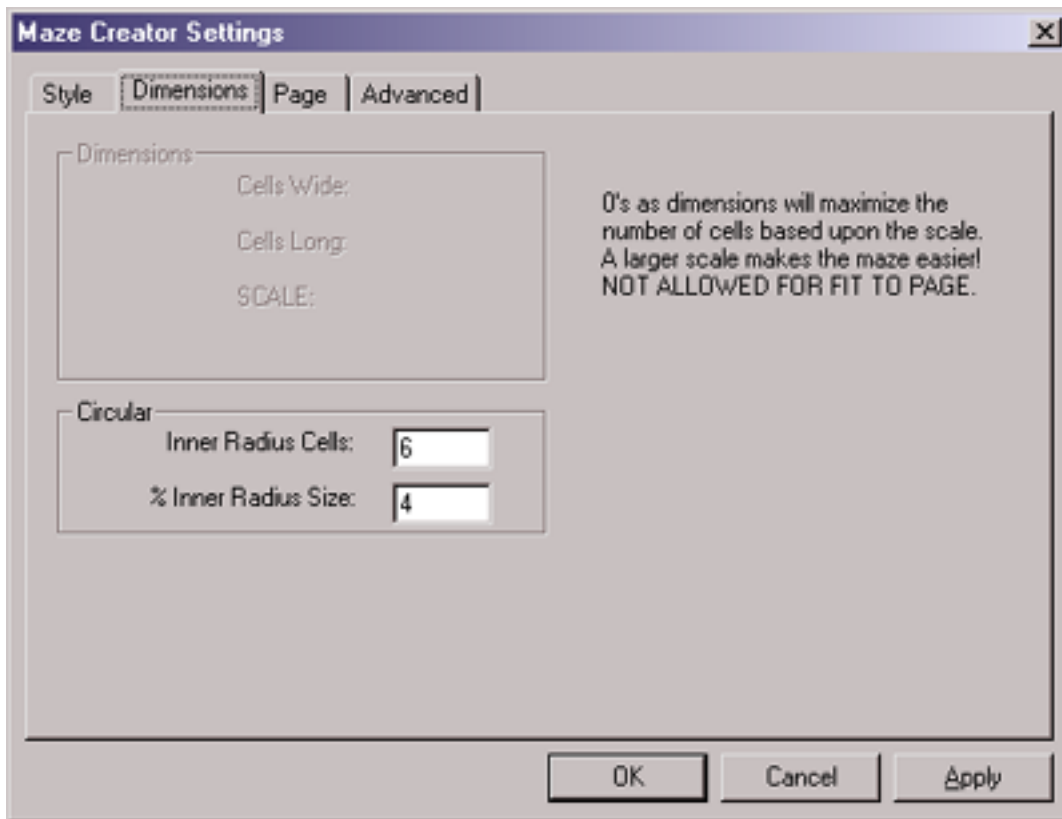 Maze Creator Settings
Style Dimensions Page Advanced
Dimensions
Cells Wide:
Cells Long:
SCALE:
0's as dimensions will maximize the
number of cells based upon the scale.
A larger scale makes the maze easier!
NOT ALLOWED FOR FIT TO PAGE.
Circular
Inner Radius Cells: 6
% Inner Radius Size: 4
OK Cancel Apply